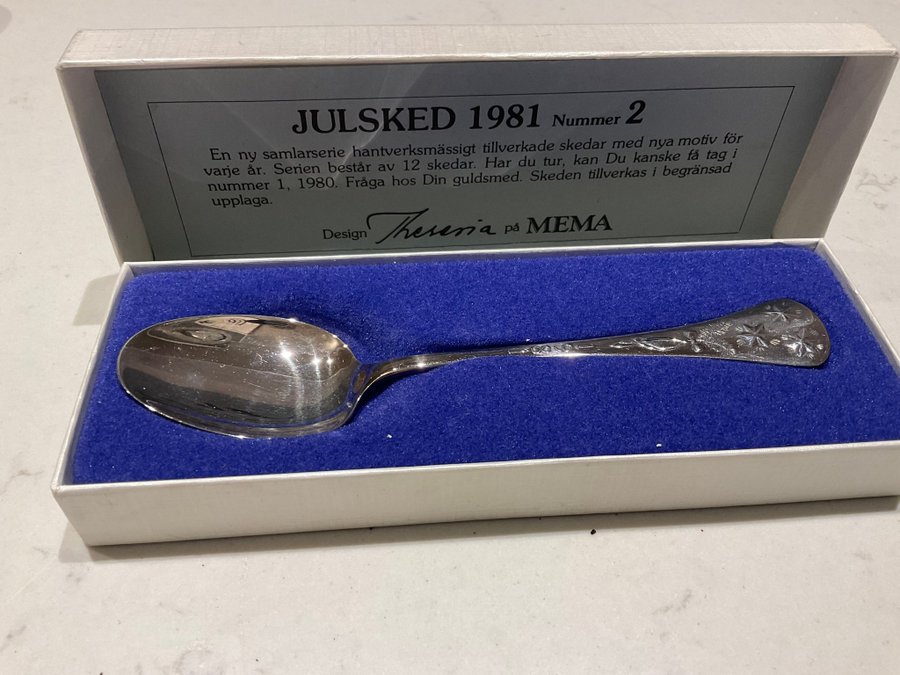 JULSKED 1981 Nummer 2
En ny samlarserie hantverksmässigt tillverkade skedar med nya motiv för
varje år. Serien består av 12 skedar. Har du tur, kan Du kanske få tag i
nummer 1, 1980. Fråga hos Din guldsmed. Skeden tillverkas i begränsad
upplaga.
Design Theresia på MEMA